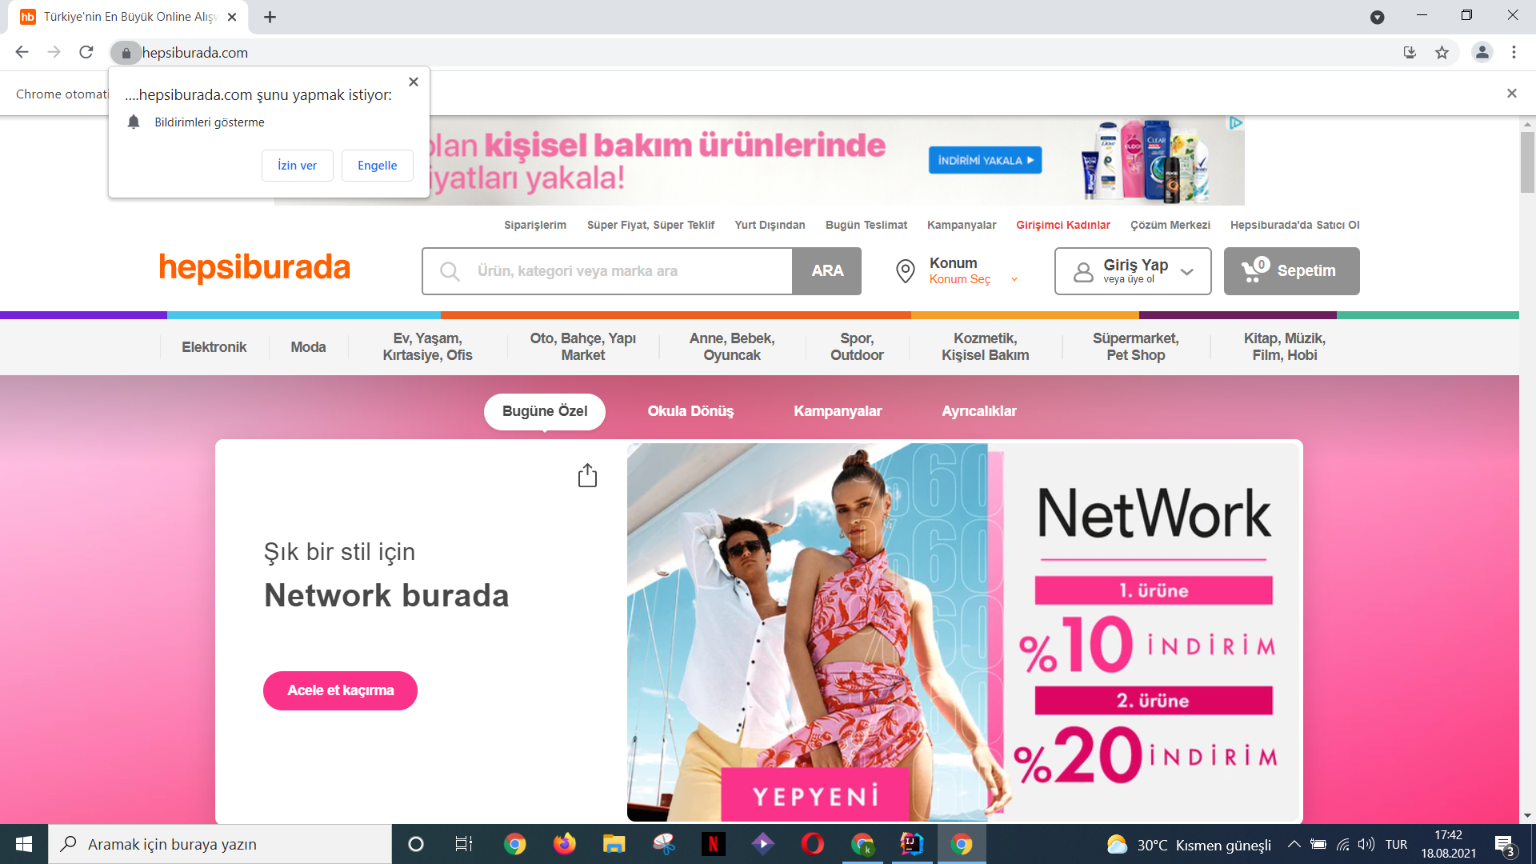 hb Türkiye'nin En Büyük Online Alışv
hepsiburada.com
Chrome otomati
....hepsiburada.com şunu yapmak istiyor:
Bildirimleri gösterme
İzin ver
Engelle
olan kişisel bakım ürünlerinde
iyatları yakala!
İNDİRİMİ YAKALA
Siparişlerim Süper Fiyat, Süper Teklif Yurt Dışından Bugün Teslimat Kampanyalar Girişimci Kadınlar Çözüm Merkezi Hepsiburada'da Satıcı Ol
hepsiburada
Ürün, kategori veya marka ara
ARA
Konum
Konum Seç
Giriş Yap
veya üye ol
0
Sepetim
Elektronik
Moda
Ev, Yaşam,
Kırtasiye, Ofis
Oto, Bahçe, Yapı
Market
Anne, Bebek,
Oyuncak
Spor,
Outdoor
Kozmetik,
Kişisel Bakım
Süpermarket,
Pet Shop
Kitap, Müzik,
Film, Hobi
Bugüne Özel
Okula Dönüş
Kampanyalar
Ayrıcalıklar
Şık bir stil için
Network burada
Acele et kaçırma
%60
YEPYENİ
NetWork
1. ürüne
%10 İNDİRİM
2. ürüne
%20 İNDİRİM
Aramak için buraya yazın
30°C Kısmen güneşli
TUR
17:42
18.08.2021
3